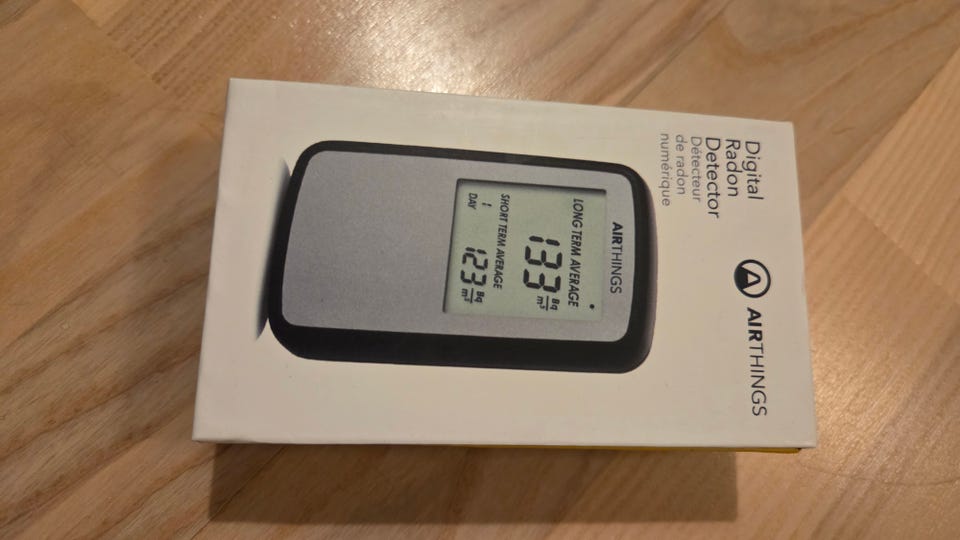 Digital
Radon
Detector
Détecteur
de radon
numérique
AIRTHINGS
AIRTHINGS
LONG TERM AVERAGE
133 Bq
m³
SHORT TERM AVERAGE
1
DAY
123 Bq
m³